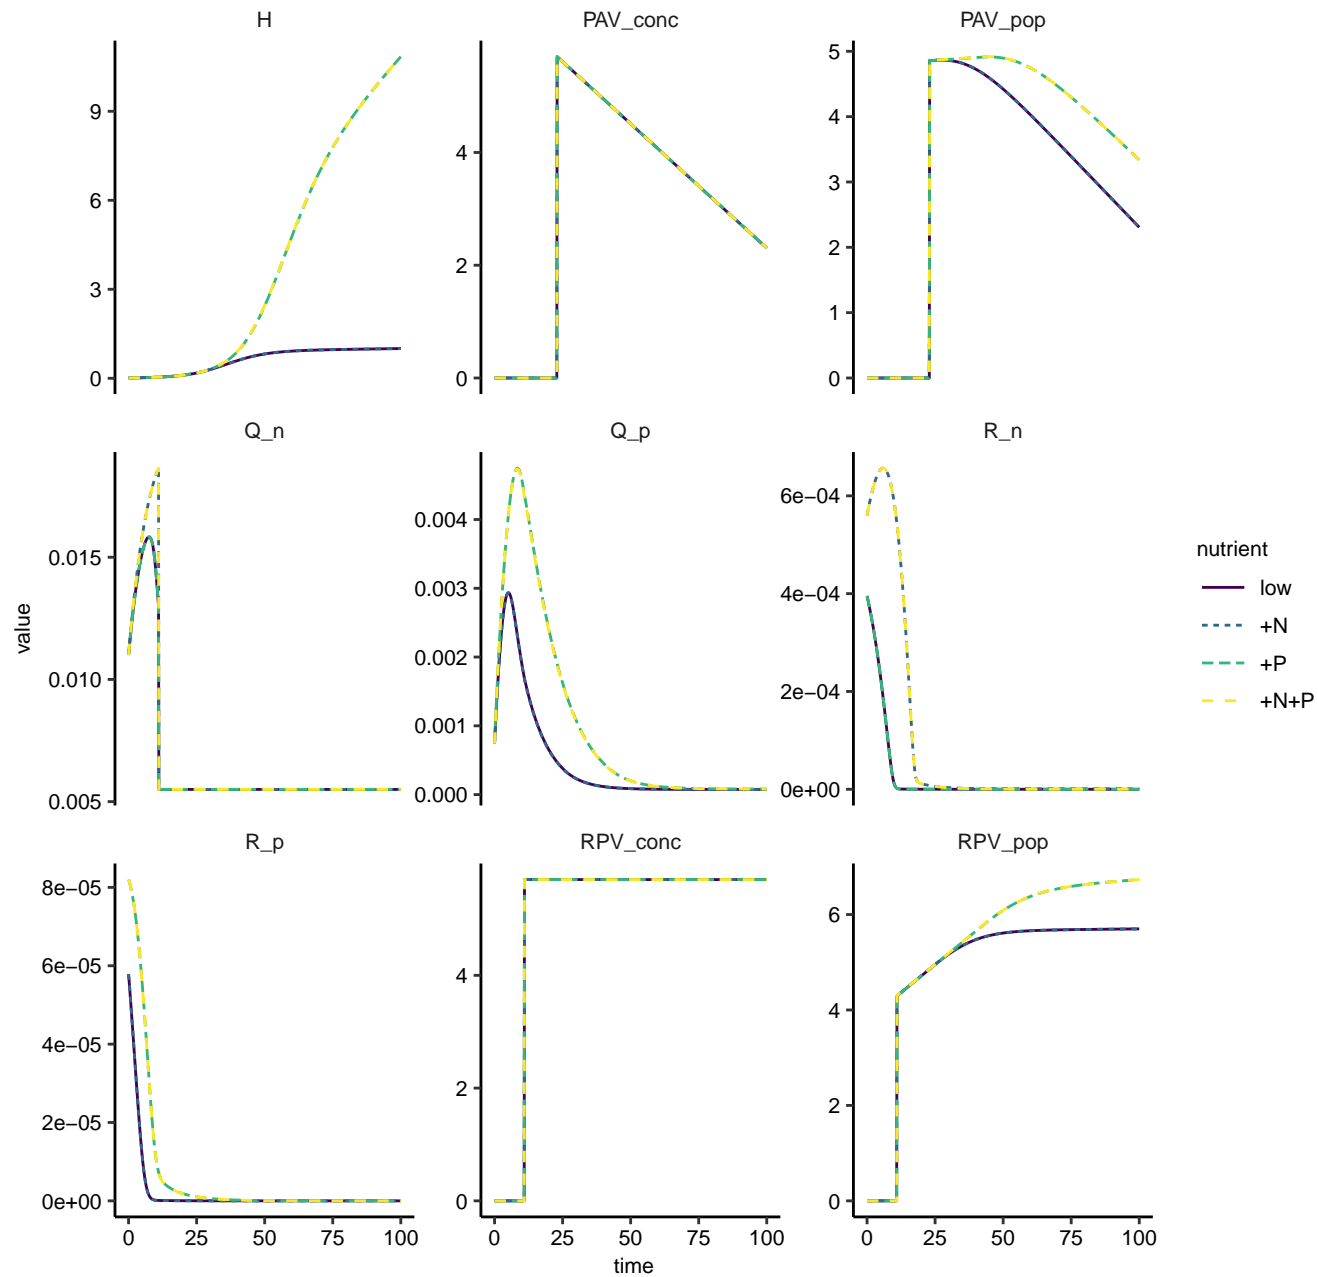 H
PAV_conc
PAV_pop
9
6
3
0
4
2
0
5
4
3
2
1
0
Q_n
Q_p
R_n
0.015
0.010
0.005
0.004
0.003
0.002
0.001
0.000
6e−04
4e−04
2e−04
0e+00
value
nutrient
low
+N
+P
+N+P
R_p
RPV_conc
RPV_pop
8e−05
6e−05
4e−05
2e−05
0e+00
4
2
0
6
4
2
0
0 25 50 75 100
0 25 50 75 100
0 25 50 75 100
time